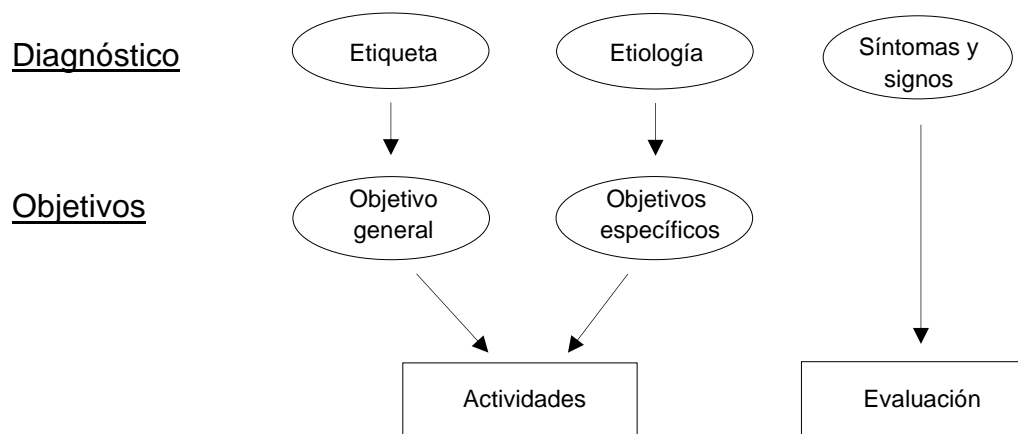 Diagnóstico
Etiqueta
Etiología
Síntomas y
signos
Objetivos
Objetivo
general
Objetivos
específicos
Actividades
Evaluación